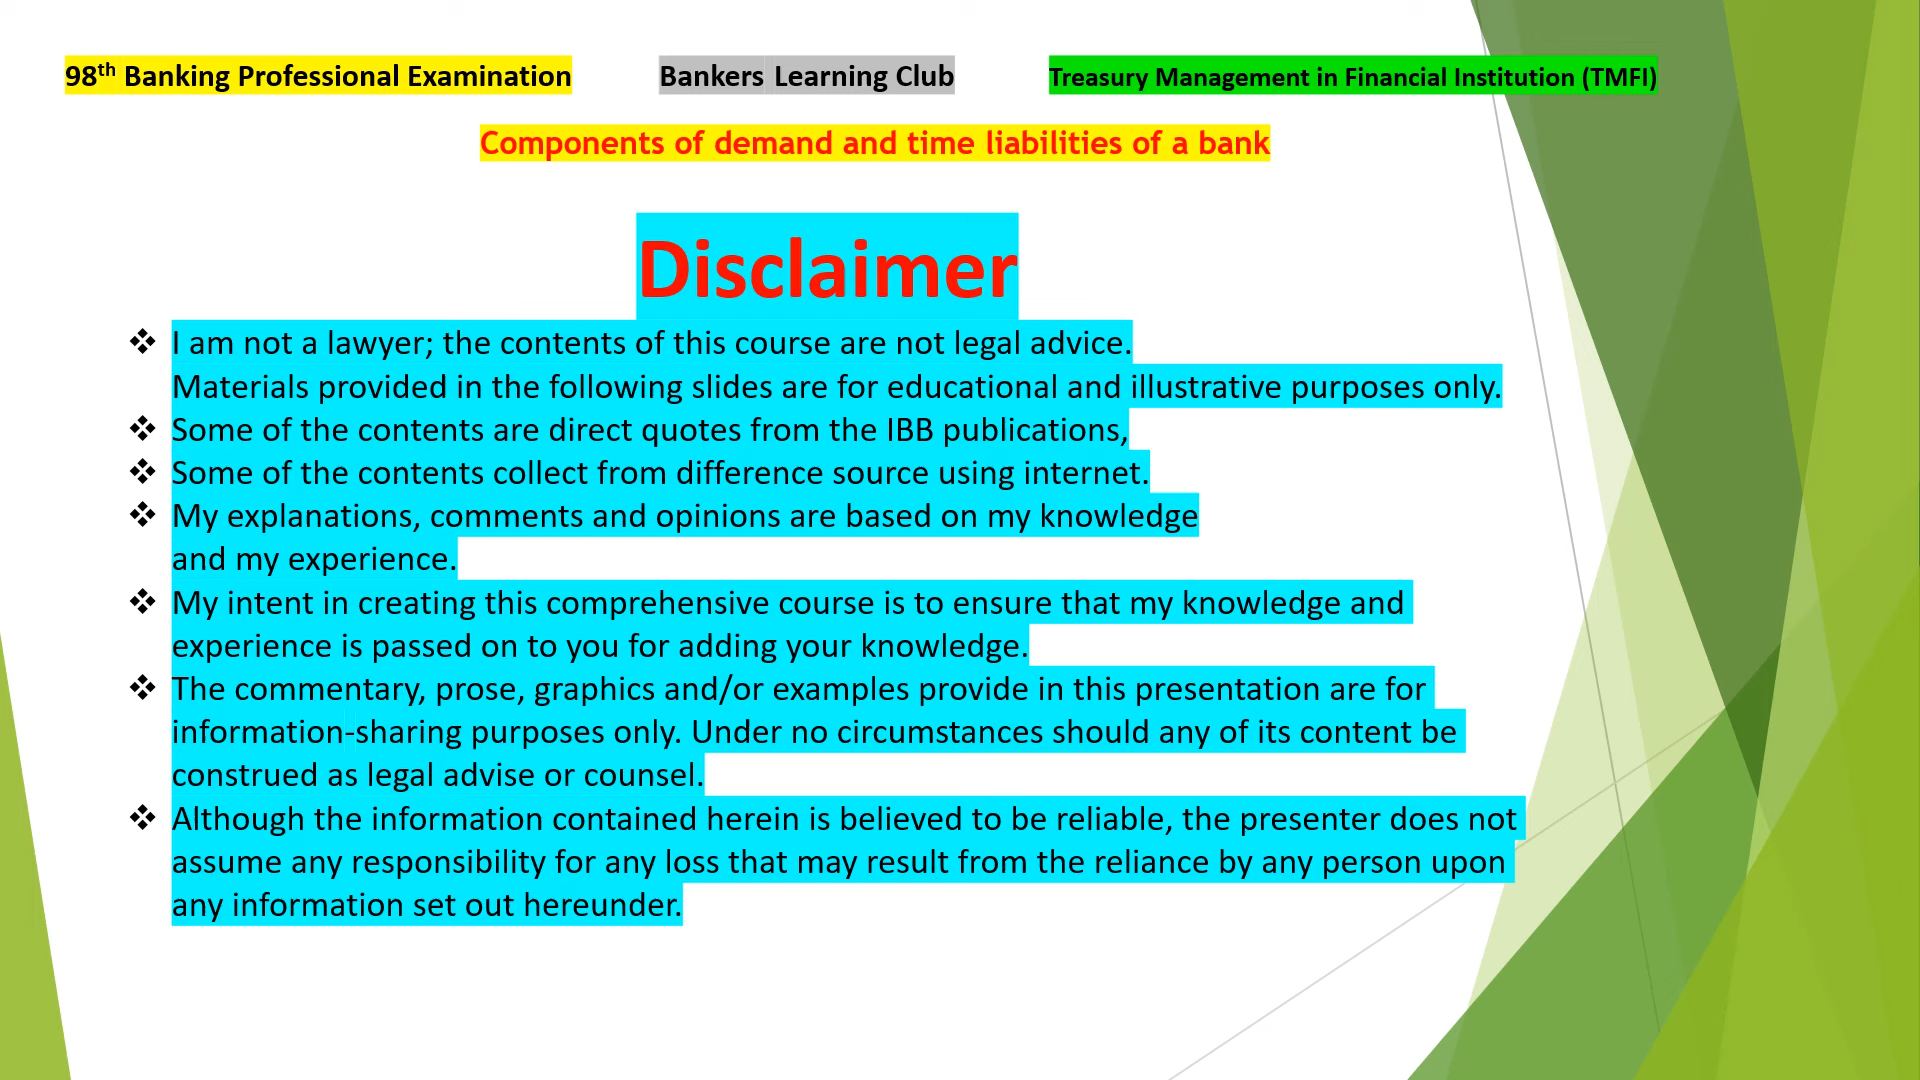 98th Banking Professional Examination Bankers Learning Club Treasury Management in Financial Institution (TMFI)
Components of demand and time liabilities of a bank
Disclaimer
❖ I am not a lawyer; the contents of this course are not legal advice.
Materials provided in the following slides are for educational and illustrative purposes only.
❖ Some of the contents are direct quotes from the IBB publications,
❖ Some of the contents collect from difference source using internet.
❖ My explanations, comments and opinions are based on my knowledge
and my experience.
❖ My intent in creating this comprehensive course is to ensure that my knowledge and
experience is passed on to you for adding your knowledge.
❖ The commentary, prose, graphics and/or examples provide in this presentation are for
information-sharing purposes only. Under no circumstances should any of its content be
construed as legal advise or counsel.
❖ Although the information contained herein is believed to be reliable, the presenter does not
assume any responsibility for any loss that may result from the reliance by any person upon
any information set out hereunder.